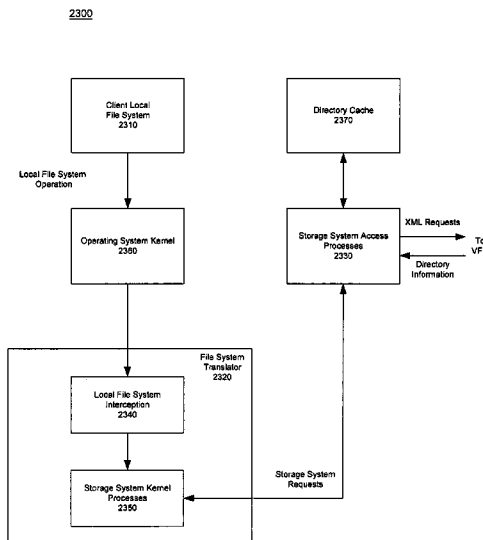 2300
Client Local
File System
2310
Directory Cache
2370
Local File System
Operation
XML Requests
Operating System Kernel
2360
Storage System Access
Processes
2330
To
VF
Directory
Information
File System
Translator
2320
Local File System
Interception
2340
Storage System
Requests
Storage System Kernel
Processes
2350